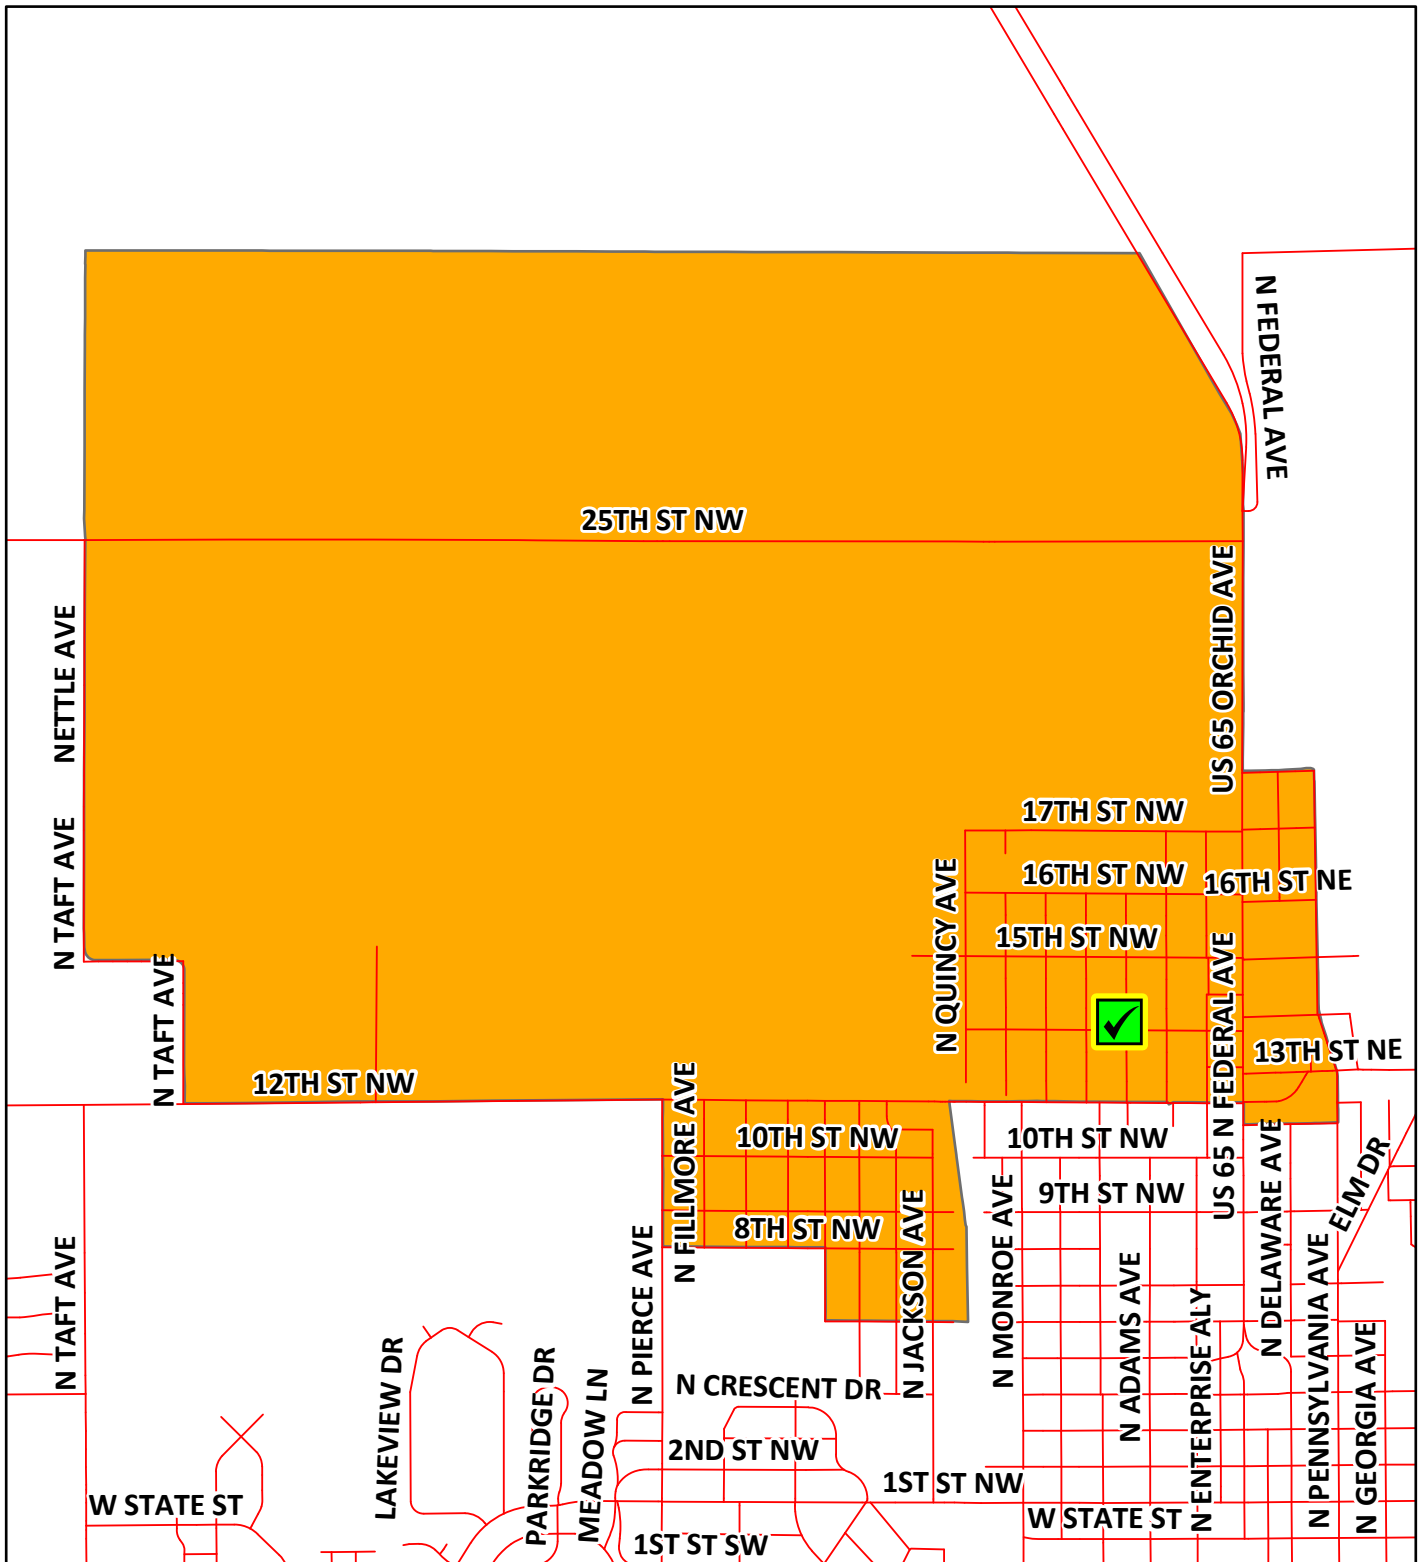 N FEDERAL AVE
25TH ST NW
US 65 ORCHID AVE
NETTLE AVE
17TH ST NW
N TAFT AVE
16TH ST NW
16TH ST NE
N QUINCY AVE
15TH ST NW
US 65 N FEDERAL AVE
N TAFT AVE
13TH ST NE
12TH ST NW
N FILLMORE AVE
10TH ST NW
10TH ST NW
N DELAWARE AVE
ELM DR
9TH ST NW
N MONROE AVE
N JACKSON AVE
8TH ST NW
N TAFT AVE
N PIERCE AVE
N PENNSYLVANIA AVE
N ADAMS AVE
N ENTERPRISE ALY
N GEORGIA AVE
LAKEVIEW DR
PARKRIDGE DR
MEADOW LN
N CRESCENT DR
2ND ST NW
1ST ST NW
W STATE ST
W STATE ST
1ST ST SW